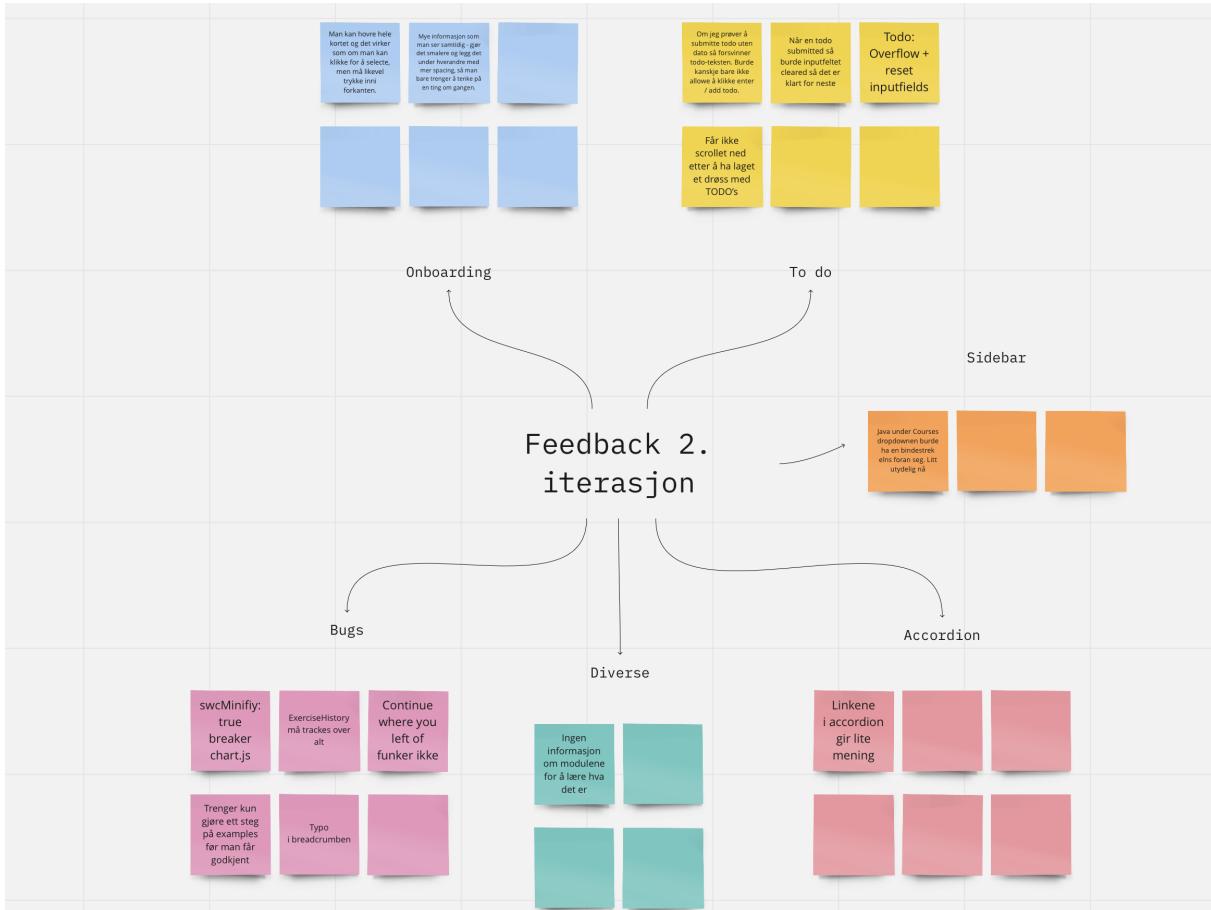 Man kan hovre hele
kortet og det virker
som om man kan
klikke for å selecte,
men må likevel
trykke inni
forkanten.
Mye informasjon som
man ser samtidig - gjør
det smalere og legg det
under hverandre med
mer spacing, så man
bare trenger å tenke på
en ting om gangen.
Om jeg prøver å
submitte todo uten
dato så forsvinner
todo-teksten. Burde
kanskje bare ikke
allowe å klikke enter
/ add todo.
Når en todo
submitted så
burde inputfeltet
cleared så det er
klart for neste
Todo:
Overflow +
reset
inputfields
Får ikke
scrollet ned
etter å ha laget
et drøss med
TODO's
Onboarding
To do
Sidebar
Java under Courses
dropdownen burde
ha en bindestrek
elns foran seg. Litt
utydelig nå
Feedback 2.
iterasjon
Bugs
Diverse
Accordion
swcMinifiy:
true
breaker
chart.js
ExerciseHistory
må trackes over
alt
Continue
where you
left of
funker ikke
Trenger kun
gjøre ett steg
på examples
før man får
godkjent
Typo
i breadcrumben
Ingen
informasjon
om modulene
for å lære hva
det er
Linkene
i accordion
gir lite
mening